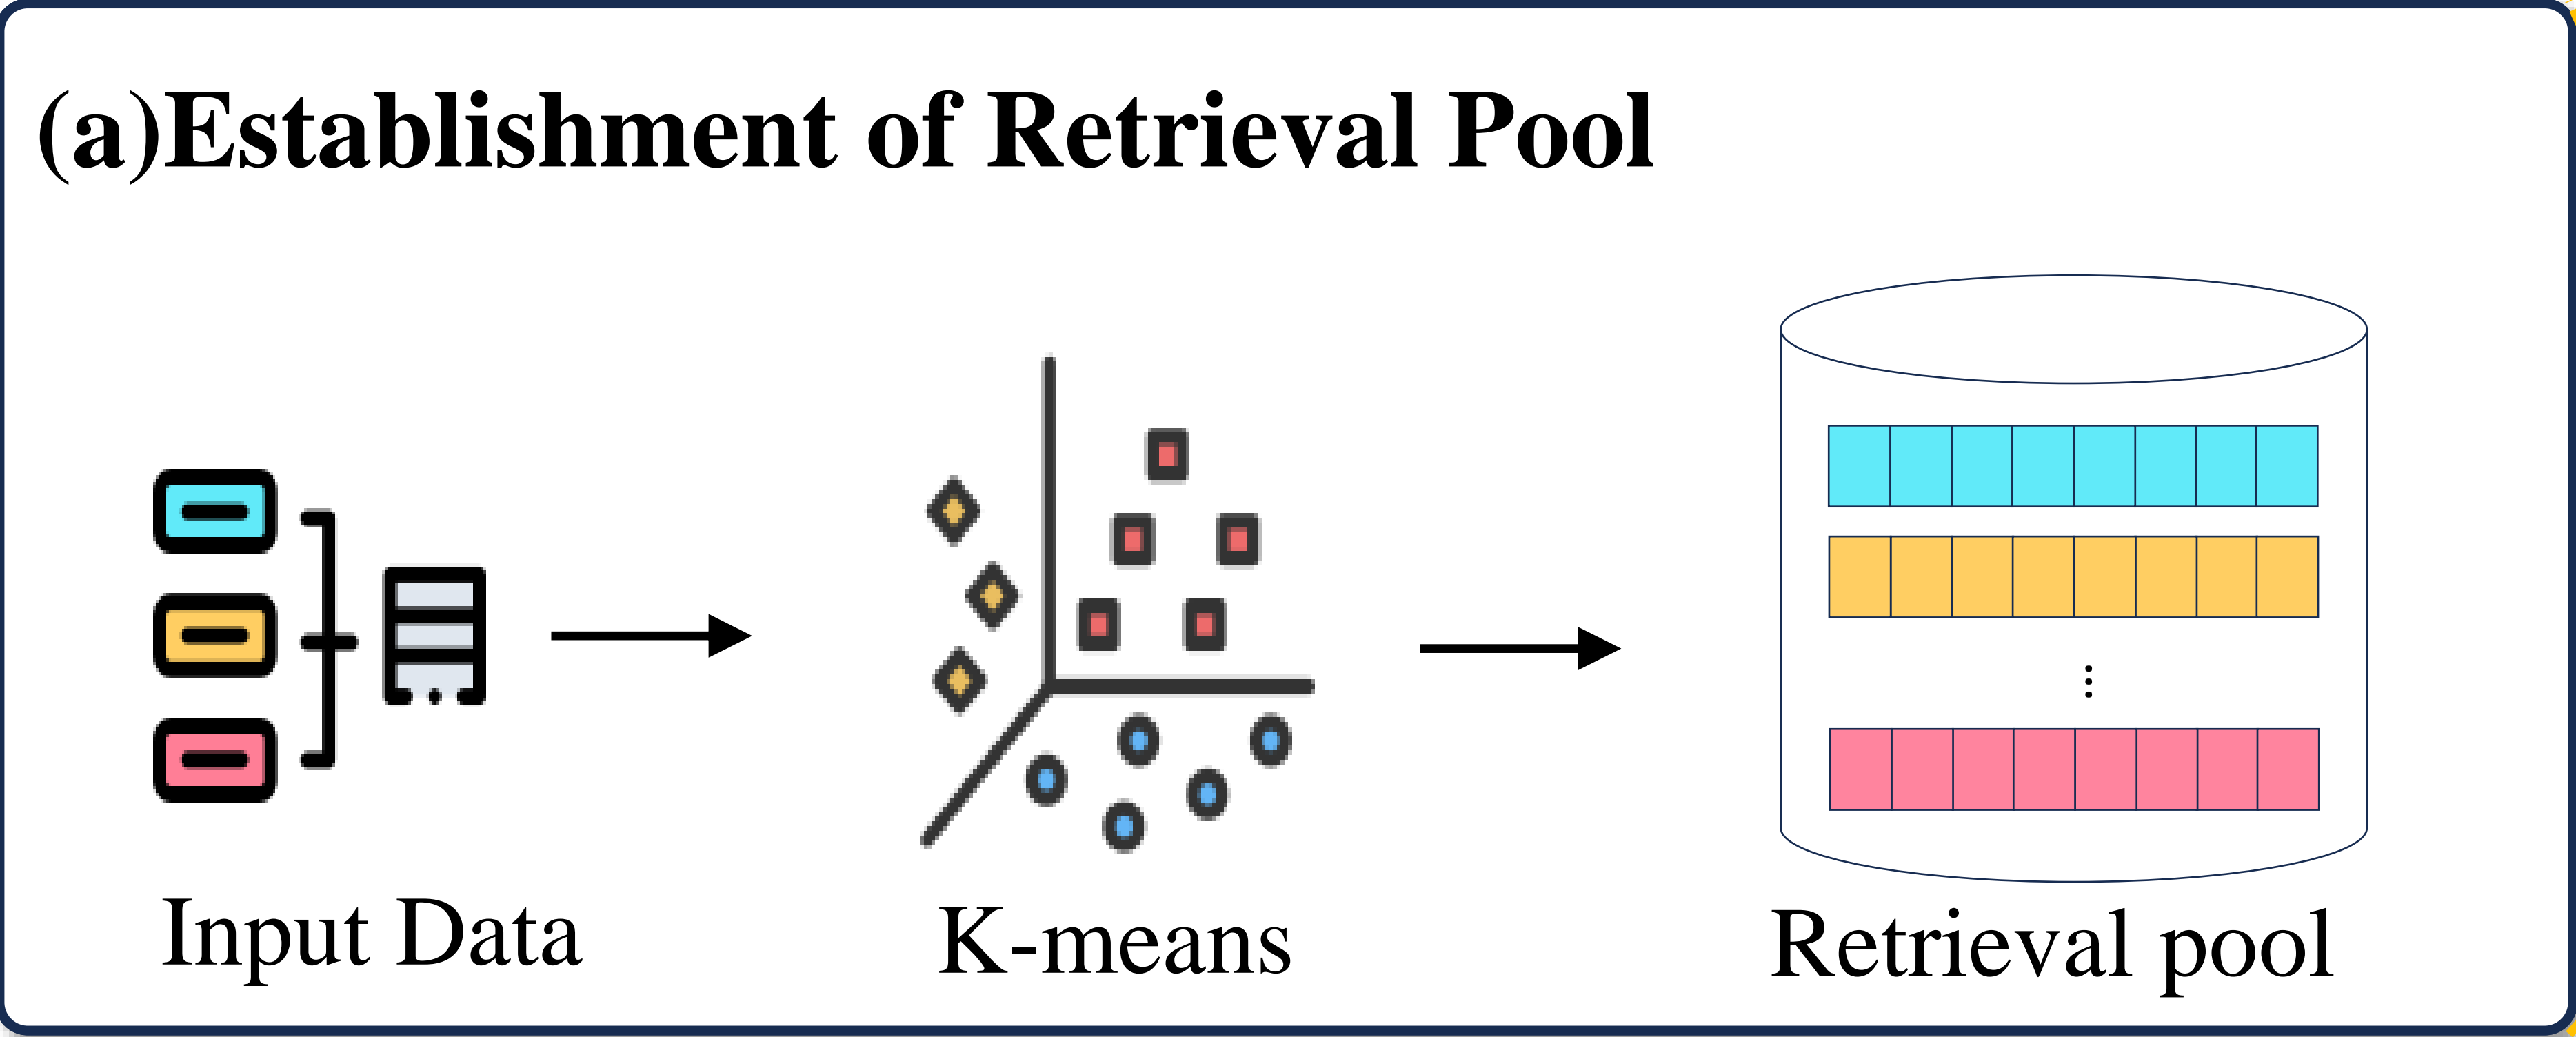 (a)Establishment of Retrieval Pool
Input Data
K-means
Retrieval pool